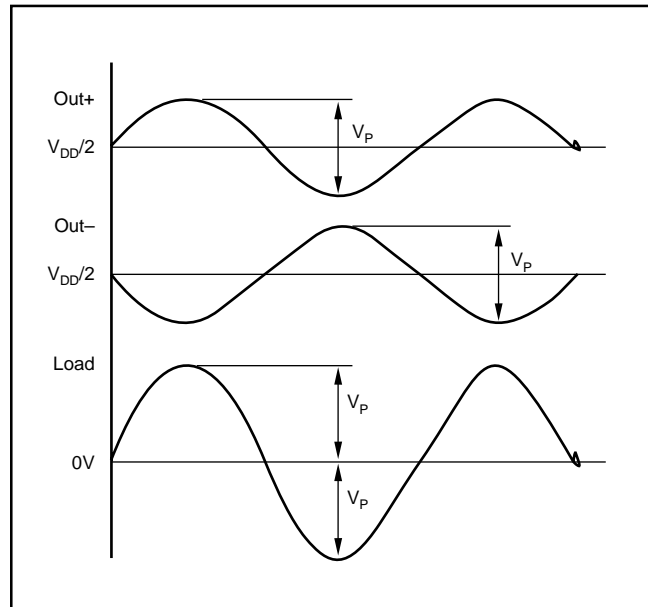 Out+
V_P
V_DD/2
Out–
V_P
V_DD/2
Load
V_P
0V
V_P